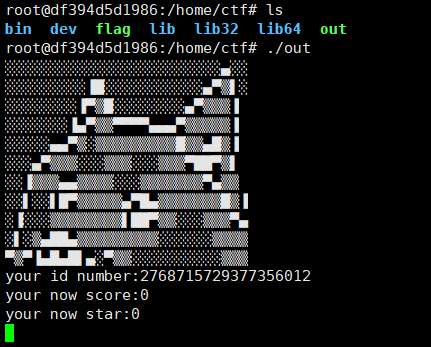 root@df394d5d1986:/home/ctf# ls
bin dev flag lib lib32 lib64 out
root@df394d5d1986:/home/ctf# ./out
your id number:2768715729377356012
your now score:0
your now star:0